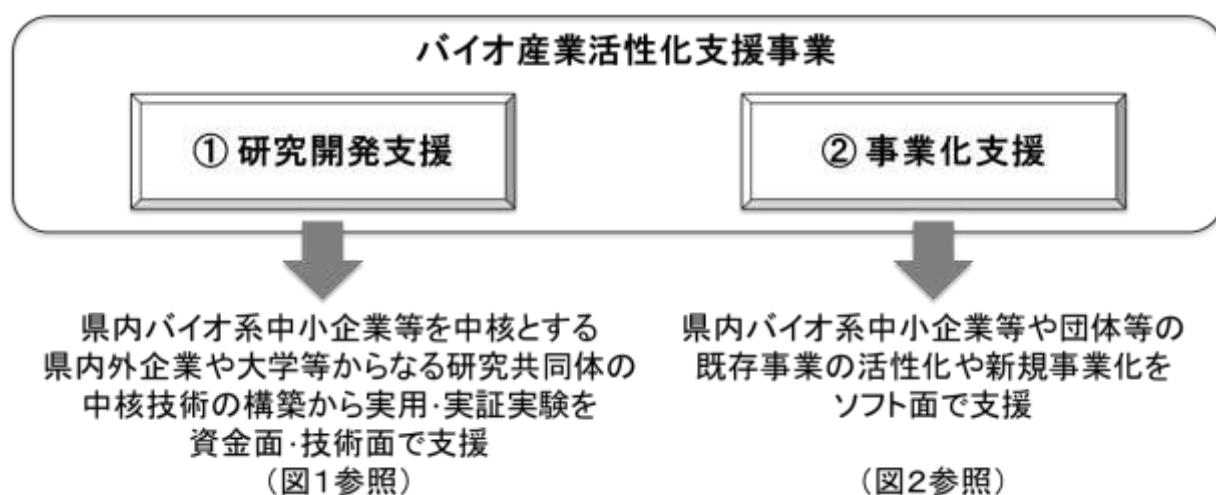 バイオ産業活性化支援事業
① 研究開発支援
② 事業化支援
県内バイオ系中小企業等を中核とする
県内外企業や大学等からなる研究共同体の
中核技術の構築から実用・実証実験を
資金面・技術面で支援
（図１参照）
県内バイオ系中小企業等や団体等の
既存事業の活性化や新規事業化を
ソフト面で支援
（図２参照）